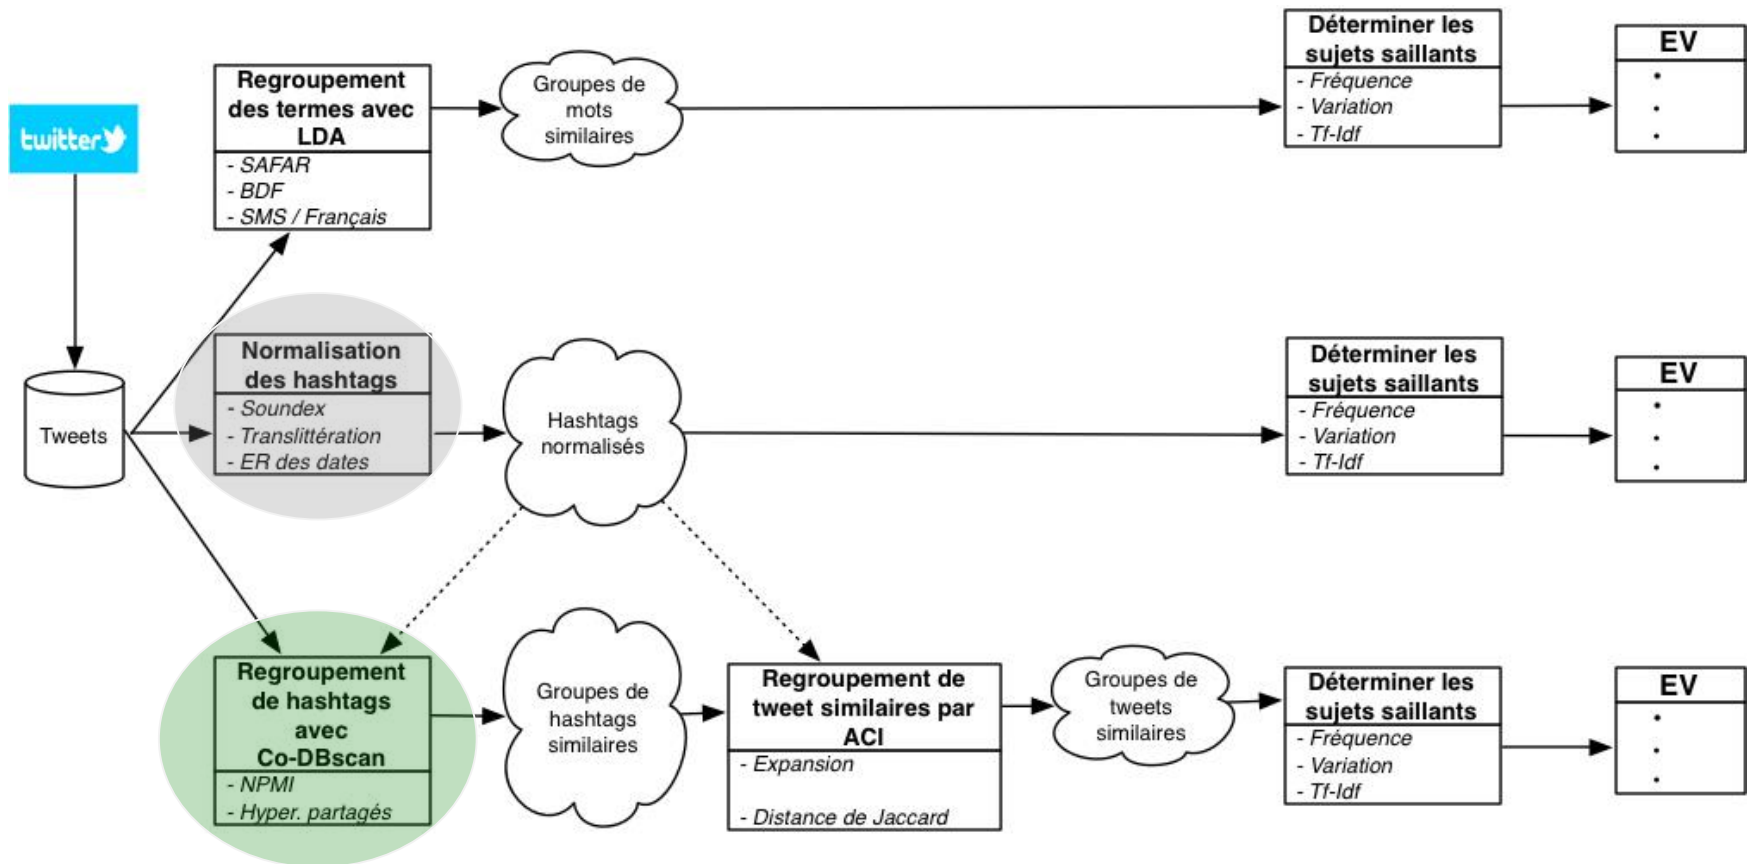 twitter
Tweets
Regroupement
des termes avec
LDA
- SAFAR
- BDF
- SMS / Français
Groupes de
mots
similaires
Déterminer les
sujets saillants
- Fréquence
- Variation
- Tf-Idf
EV
Normalisation
des hashtags
- Soundex
- Translittération
- ER des dates
Hashtags
normalisés
Déterminer les
sujets saillants
- Fréquence
- Variation
- Tf-Idf
EV
Regroupement
de hashtags
avec
Co-DBscan
- NPMI
- Hyper. partagés
Groupes de
hashtags
similaires
Regroupement de
tweet similaires par
ACI
- Expansion
- Distance de Jaccard
Groupes de
tweets
similaires
Déterminer les
sujets saillants
- Fréquence
- Variation
- Tf-Idf
EV